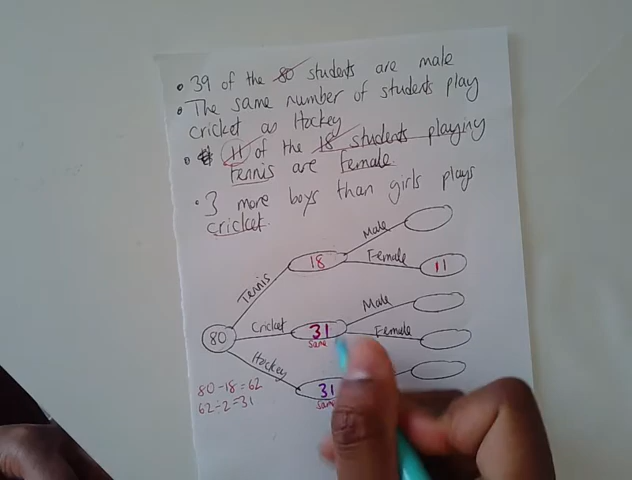 • 39 of the 80 students are male
• The same number of students play
cricket as Hockey
• 11 of the 18 students playing
Tennis are Female.
• 3 more boys than girls plays
cricket.
Male
Tennis
18
Female
11
Male
80
Cricket
31
same
Female
Hockey
31
same
80-18=62
62÷2=31